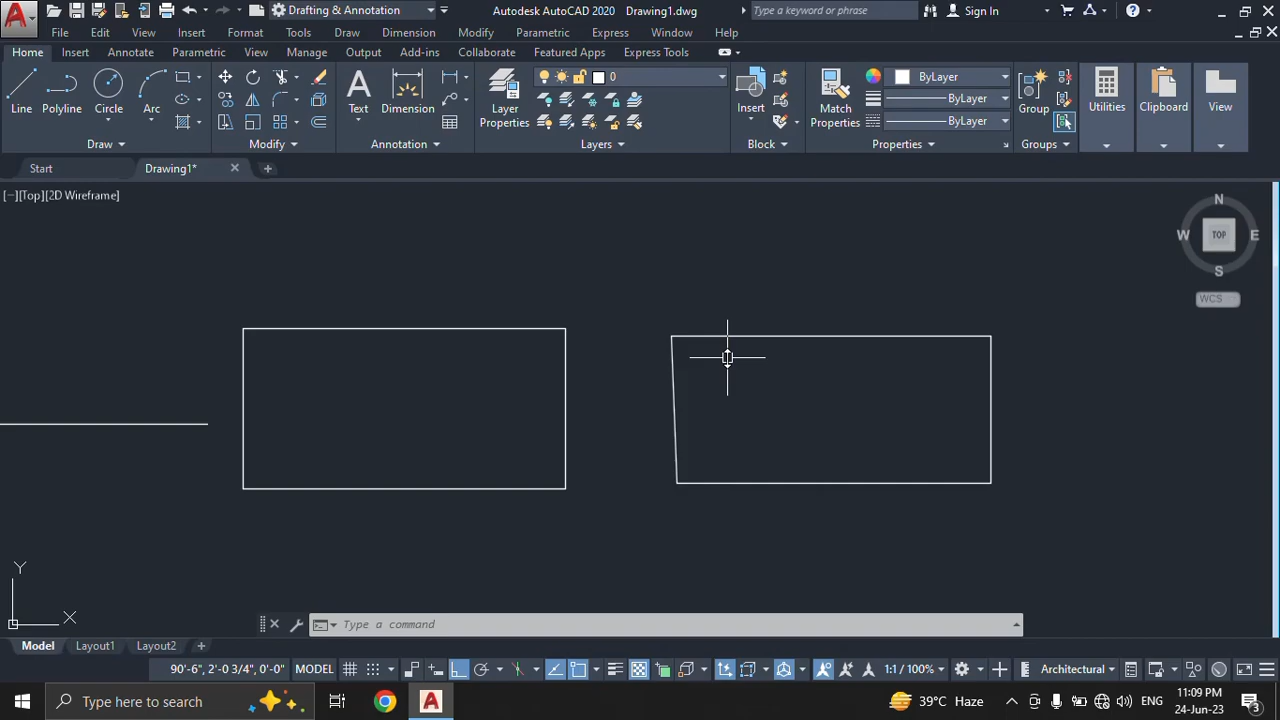 Drafting & Annotation
Autodesk AutoCAD 2020 Drawing1.dwg
Type a keyword or phrase
Sign In
File Edit View Insert Format Tools Draw Dimension Modify Parametric Express Window Help
Home Insert Annotate Parametric View Manage Output Add-ins Collaborate Featured Apps Express Tools
Line Polyline Circle Arc
Text Dimension
Layer Properties
0
Insert
Match Properties
ByLayer
ByLayer
ByLayer
Group
Utilities
Clipboard
View
Draw Modify Annotation Layers Block Properties Groups
Start Drawing1*
[−][Top][2D Wireframe]
N
W TOP E
S
WCS
Y
X
Type a command
Model Layout1 Layout2
90'-6", 2'-0 3/4", 0'-0" MODEL 1:1 / 100% Architectural
Type here to search
39°C Haze
ENG
11:09 PM
24-Jun-23
3